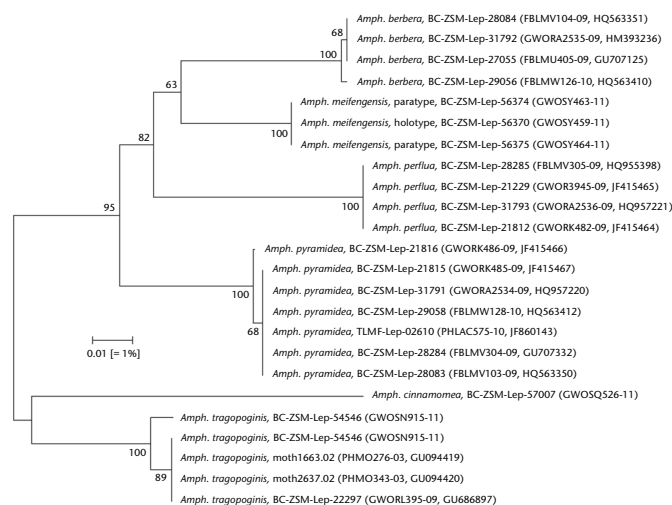 Amph. berbera, BC-ZSM-Lep-28084 (FBLMV104-09, HQ563351)
68
Amph. berbera, BC-ZSM-Lep-31792 (GWORA2535-09, HM393236)
100
Amph. berbera, BC-ZSM-Lep-27055 (FBLMU405-09, GU707125)
Amph. berbera, BC-ZSM-Lep-29056 (FBLMW126-10, HQ563410)
63
Amph. meifengensis, paratype, BC-ZSM-Lep-56374 (GWOSY463-11)
Amph. meifengensis, holotype, BC-ZSM-Lep-56370 (GWOSY459-11)
100
Amph. meifengensis, paratype, BC-ZSM-Lep-56375 (GWOSY464-11)
82
Amph. perflua, BC-ZSM-Lep-28285 (FBLMV305-09, HQ955398)
Amph. perflua, BC-ZSM-Lep-21229 (GWOR3945-09, JF415465)
100
Amph. perflua, BC-ZSM-Lep-31793 (GWORA2536-09, HQ957221)
Amph. perflua, BC-ZSM-Lep-21812 (GWORK482-09, JF415464)
95
Amph. pyramidea, BC-ZSM-Lep-21816 (GWORK486-09, JF415466)
Amph. pyramidea, BC-ZSM-Lep-21815 (GWORK485-09, JF415467)
100
Amph. pyramidea, BC-ZSM-Lep-31791 (GWORA2534-09, HQ957220)
Amph. pyramidea, BC-ZSM-Lep-29058 (FBLMW128-10, HQ563412)
68
Amph. pyramidea, TLMF-Lep-02610 (PHLAC575-10, JF860143)
Amph. pyramidea, BC-ZSM-Lep-28284 (FBLMV304-09, GU707332)
Amph. pyramidea, BC-ZSM-Lep-28083 (FBLMV103-09, HQ563350)
0.01 [= 1%]
Amph. cinnamomea, BC-ZSM-Lep-57007 (GWOSQ526-11)
Amph. tragopoginis, BC-ZSM-Lep-54546 (GWOSN915-11)
100
Amph. tragopoginis, BC-ZSM-Lep-54546 (GWOSN915-11)
Amph. tragopoginis, moth1663.02 (PHMO276-03, GU094419)
89
Amph. tragopoginis, moth2637.02 (PHMO343-03, GU094420)
Amph. tragopoginis, BC-ZSM-Lep-22297 (GWORL395-09, GU686897)